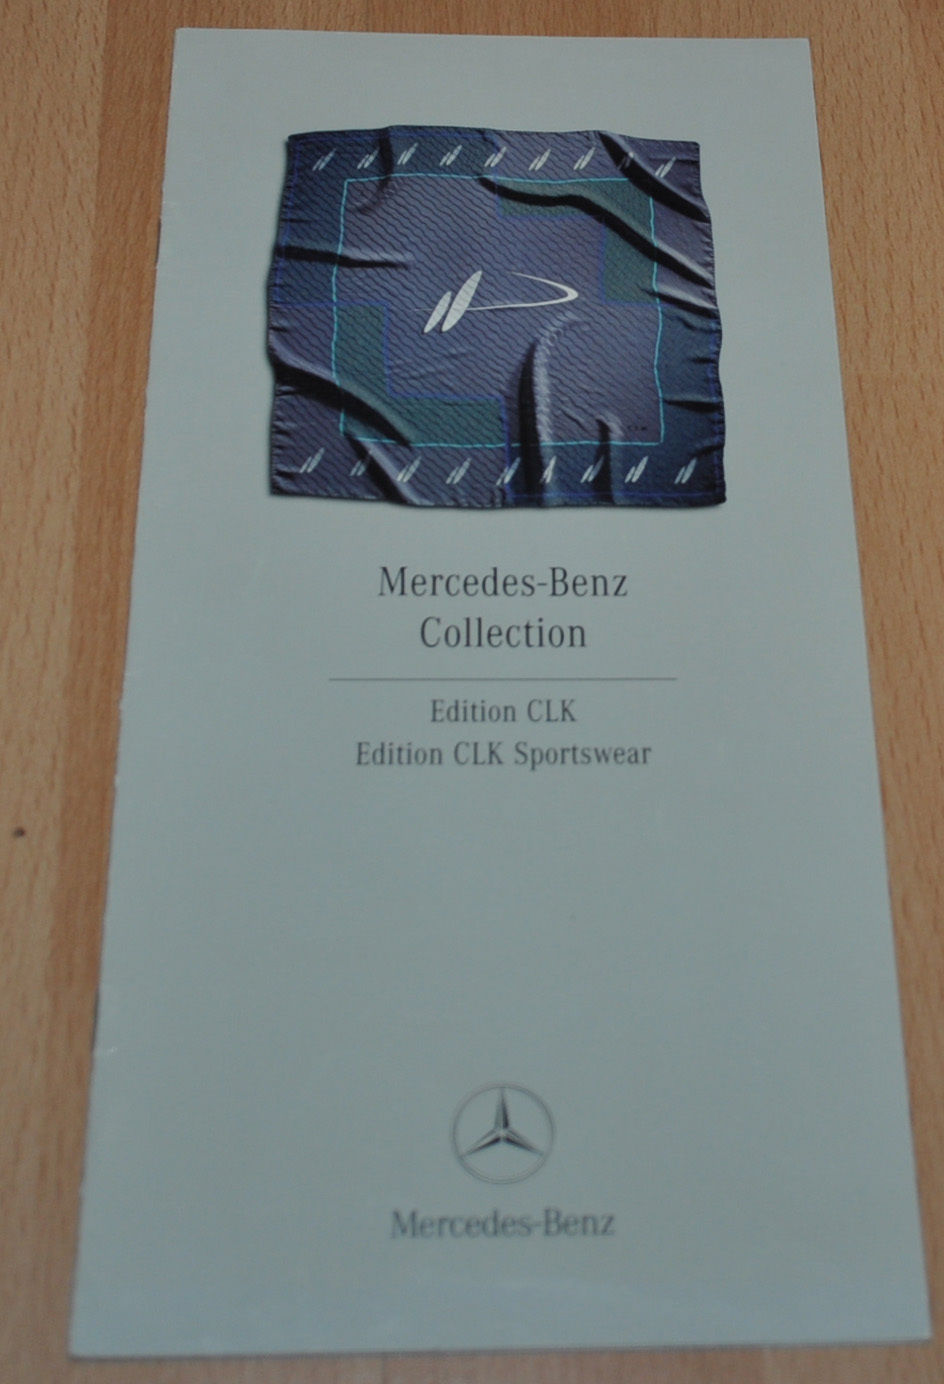 Mercedes-Benz
Collection
Edition CLK
Edition CLK Sportswear
Mercedes-Benz